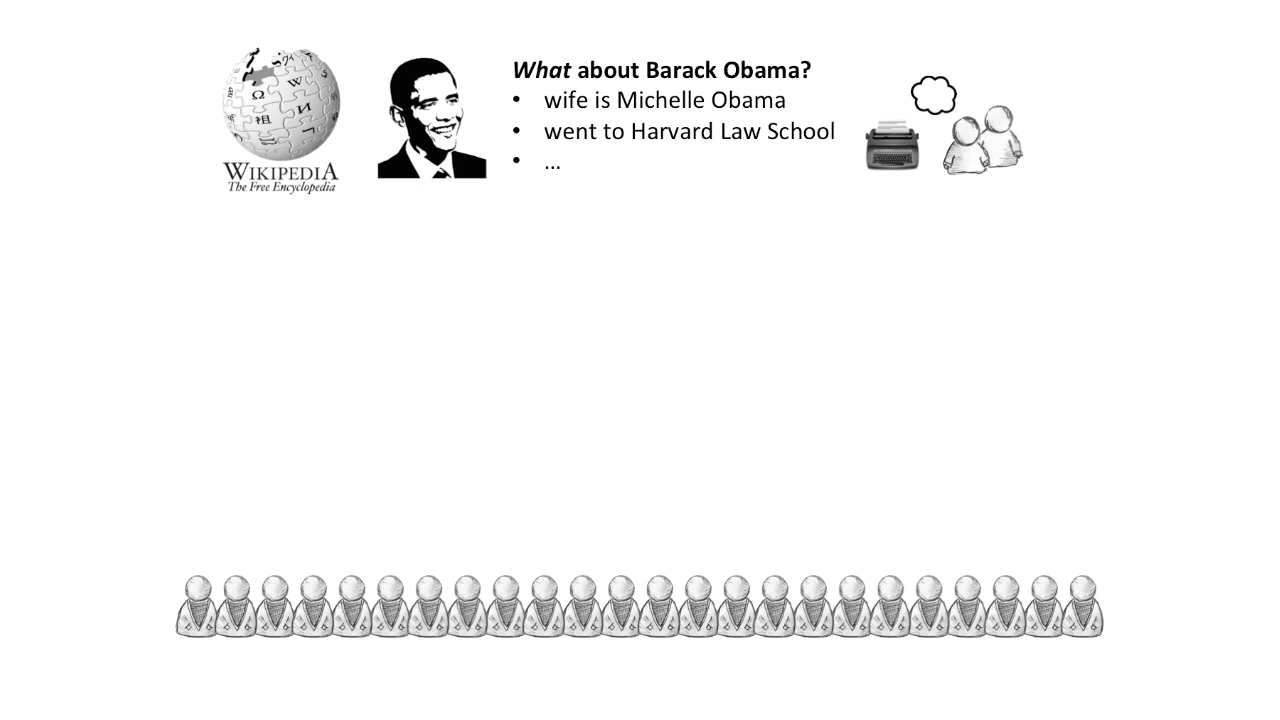 WIKIPEDIA
The Free Encyclopedia
What about Barack Obama?
• wife is Michelle Obama
• went to Harvard Law School
• ...